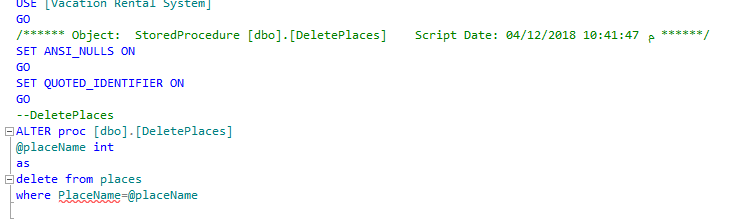 USE [Vacation Rental System]
GO
/****** Object:  StoredProcedure [dbo].[DeletePlaces]    Script Date: 04/12/2018 10:41:47 م ******/
SET ANSI_NULLS ON
GO
SET QUOTED_IDENTIFIER ON
GO
--DeletePlaces
ALTER proc [dbo].[DeletePlaces]
@placeName int
as
delete from places
where PlaceName=@placeName